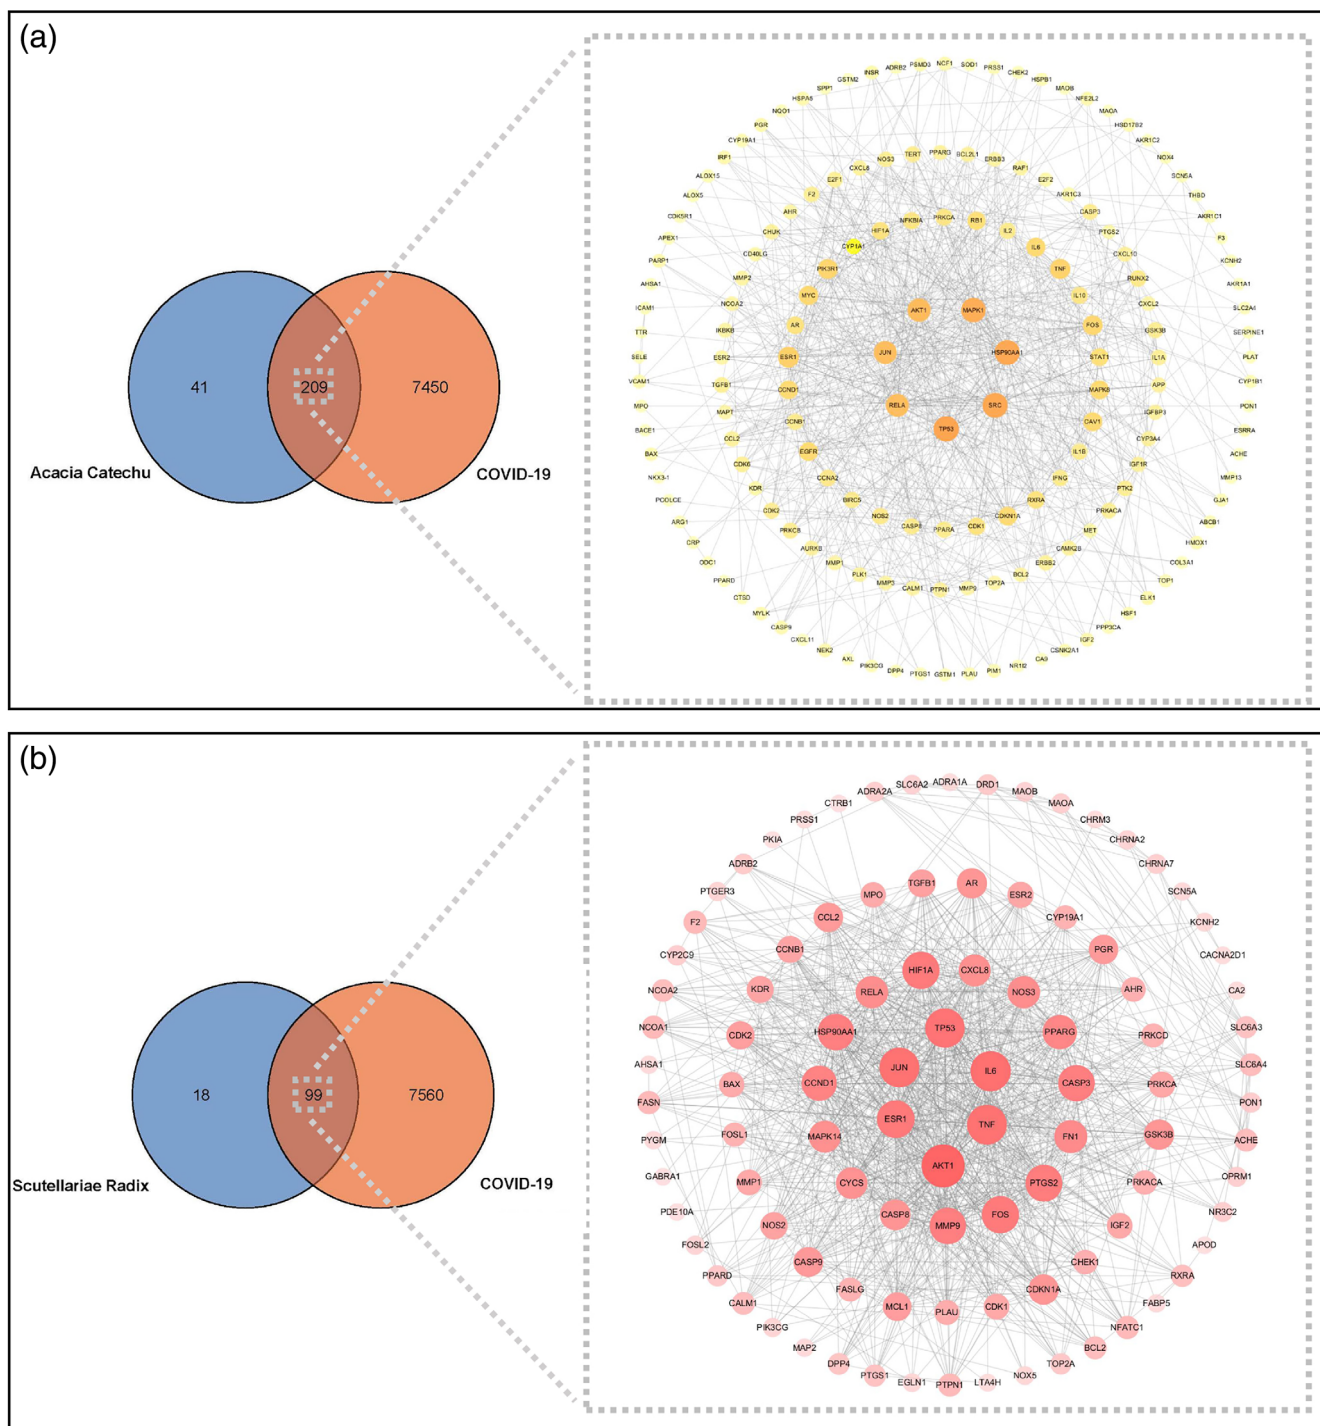 (a)
41
209
7450
Acacia Catechu
COVID-19
INSR
ADRB2
PSMD3
NCF1
SOD1
PRSS1
CHEK2
HSPB1
MAOB
NFE2L2
MAOA
HSD17B2
AKR1C2
NOX4
SCN5A
THBD
AKR1C1
F3
KCNH2
AKR1A1
SLC2A4
SERPINE1
PLAT
CYP1B1
PON1
ESRRA
ACHE
MMP13
GJA1
ABCB1
HMOX1
COL3A1
TOP1
ELK1
HSF1
PPP3CA
IGF2
CSNK2A1
CA9
NR1I2
PIM1
PLAU
GSTM1
PTGS1
DPP4
PIK3CG
AXL
NEK2
CXCL11
CASP9
MYLK
CTSD
PPARD
ODC1
CRP
ARG1
PCOLCE
NKX3-1
BAX
BACE1
MPO
VCAM1
SELE
TTR
ICAM1
AHSA1
PARP1
APEX1
CDK5R1
ALOX5
ALOX15
IRF1
CYP19A1
PGR
NQO1
HSPA5
SPP1
GSTM2
NOS3
TERT
PPARG
BCL2L1
ERBB3
RAF1
E2F2
AKR1C3
CASP3
PTGS2
CXCL10
RUNX2
CXCL2
GSK3B
IL1A
APP
IGFBP3
CYP3A4
IGF1R
PTK2
PRKACA
MET
CAMK2B
ERBB2
BCL2
TOP2A
MMP9
PTPN1
CALM1
MMP3
PLK1
MMP1
AURKB
PRKCB
CDK2
KDR
CDK6
CCL2
MAPT
TGFB1
ESR2
IKBKB
NCOA2
MMP2
CD40LG
CHUK
AHR
F2
E2F1
CXCL8
CYP1A1
HIF1A
NFKBIA
PRKCA
RB1
IL2
IL6
TNF
IL10
FOS
STAT1
MAPK8
CAV1
IL1B
IFNG
RXRA
CDKN1A
CDK1
PPARA
CASP8
NOS2
BIRC5
CCNA2
EGFR
CCNB1
CCND1
ESR1
AR
MYC
PIK3R1
AKT1
MAPK1
JUN
HSP90AA1
RELA
SRC
TP53
(b)
18
99
7560
Scutellariae Radix
COVID-19
ADRA2A
SLC6A2
ADRA1A
DRD1
MAOB
MAOA
CHRM3
CHRNA2
CHRNA7
SCN5A
KCNH2
CACNA2D1
CA2
SLC6A3
SLC6A4
PON1
ACHE
OPRM1
NR3C2
APOD
RXRA
FABP5
NFATC1
BCL2
TOP2A
NOX5
LTA4H
PTPN1
EGLN1
PTGS1
DPP4
MAP2
PIK3CG
CALM1
PPARD
FOSL2
PDE10A
GABRA1
PYGM
FASN
AHSA1
NCOA1
NCOA2
CYP2C9
F2
PTGER3
ADRB2
PKIA
PRSS1
CTRB1
MPO
TGFB1
AR
ESR2
CYP19A1
PGR
AHR
PRKCD
PRKCA
GSK3B
PRKACA
IGF2
CHEK1
CDKN1A
CDK1
PLAU
MCL1
FASLG
CASP9
NOS2
MMP1
FOSL1
BAX
CDK2
KDR
CCNB1
CCL2
HIF1A
CXCL8
NOS3
PPARG
CASP3
FN1
PTGS2
FOS
MMP9
CASP8
CYCS
MAPK14
CCND1
HSP90AA1
RELA
TP53
JUN
IL6
ESR1
TNF
AKT1